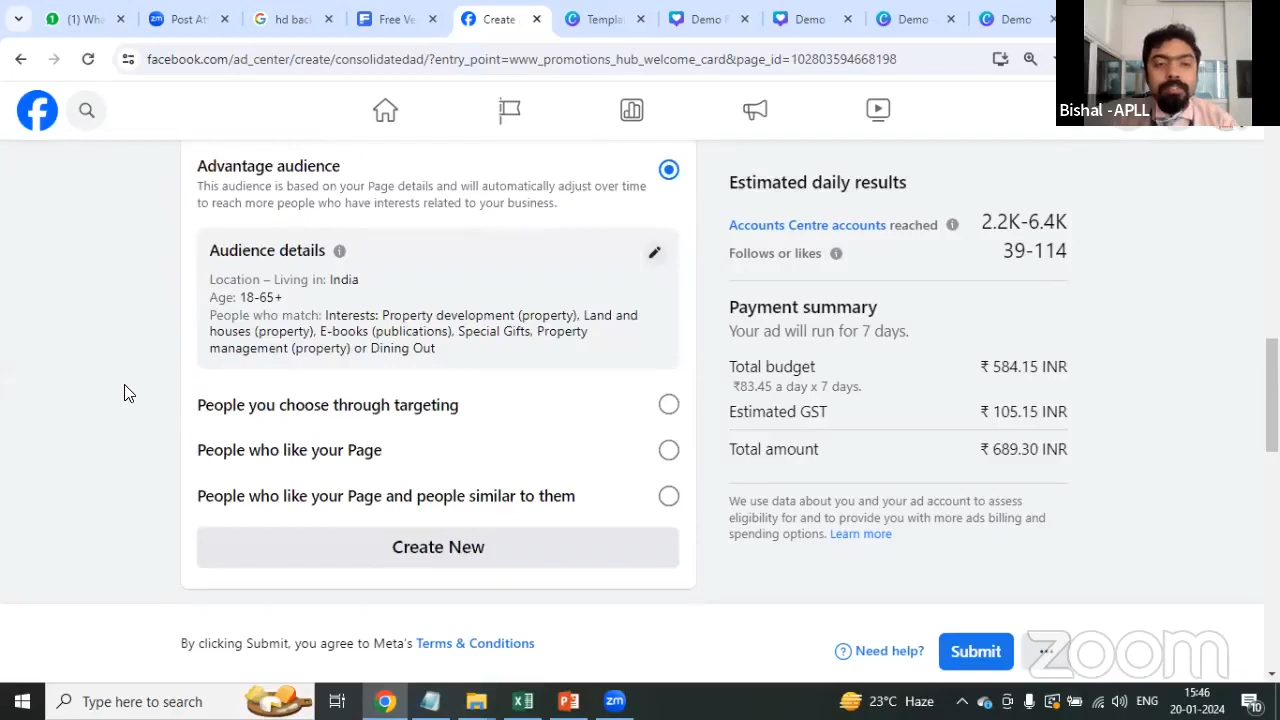 1 Wha
zm Post Att
hd back
Free Ve
Create
Templa
Demo P
Demo
Demo
Demo
facebook.com/ad_center/create/consolidatedad/?entry_point=www_promotions_hub_welcome_card&page_id=102803594668198
Bishal -APLL
Advantage audience
This audience is based on your Page details and will automatically adjust over time
to reach more people who have interests related to your business.
Audience details
Location – Living in: India
Age: 18-65+
People who match: Interests: Property development (property), Land and
houses (property), E-books (publications), Special Gifts, Property
management (property) or Dining Out
People you choose through targeting
People who like your Page
People who like your Page and people similar to them
Create New
Estimated daily results
Accounts Centre accounts reached 2.2K-6.4K
Follows or likes 39-114
Payment summary
Your ad will run for 7 days.
Total budget ₹ 584.15 INR
₹83.45 a day x 7 days.
Estimated GST ₹ 105.15 INR
Total amount ₹ 689.30 INR
We use data about you and your ad account to assess
eligibility for and to provide you with more ads billing and
spending options. Learn more
By clicking Submit, you agree to Meta's Terms & Conditions
Need help?
Submit
...
zoom
Type here to search
zm
23°C Haze
ENG
15:46
20-01-2024
10